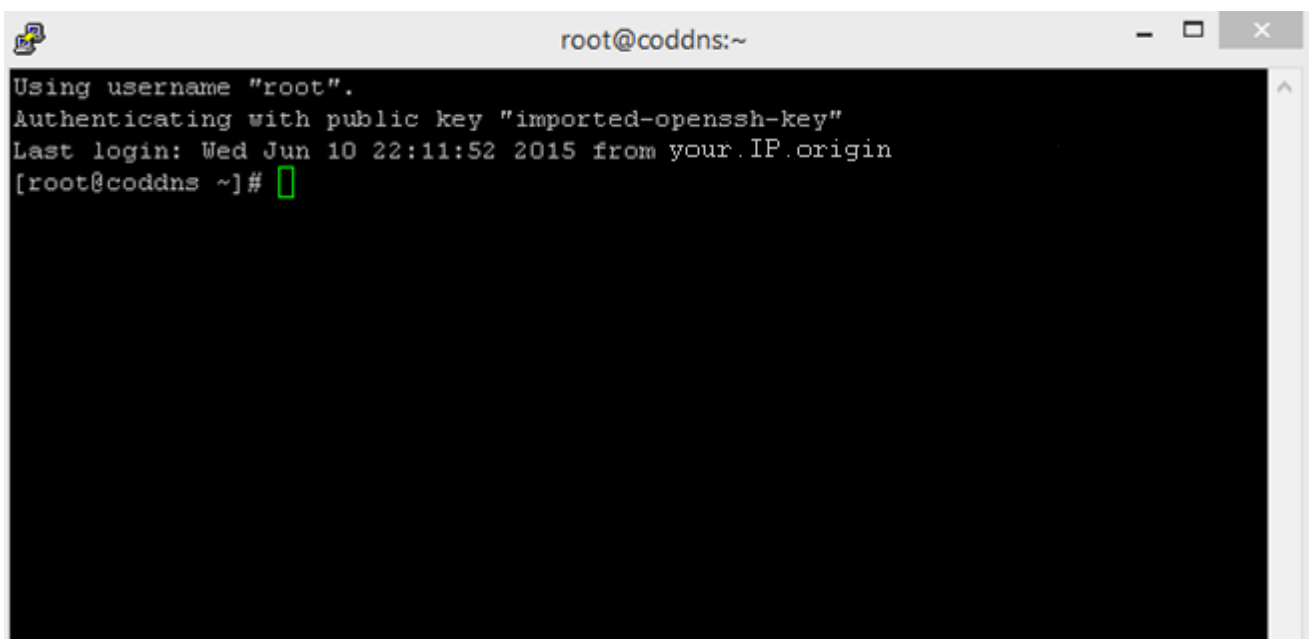 root@coddns:~
Using username "root".
Authenticating with public key "imported-openssh-key"
Last login: Wed Jun 10 22:11:52 2015 from your.IP.origin
[root@coddns ~]#